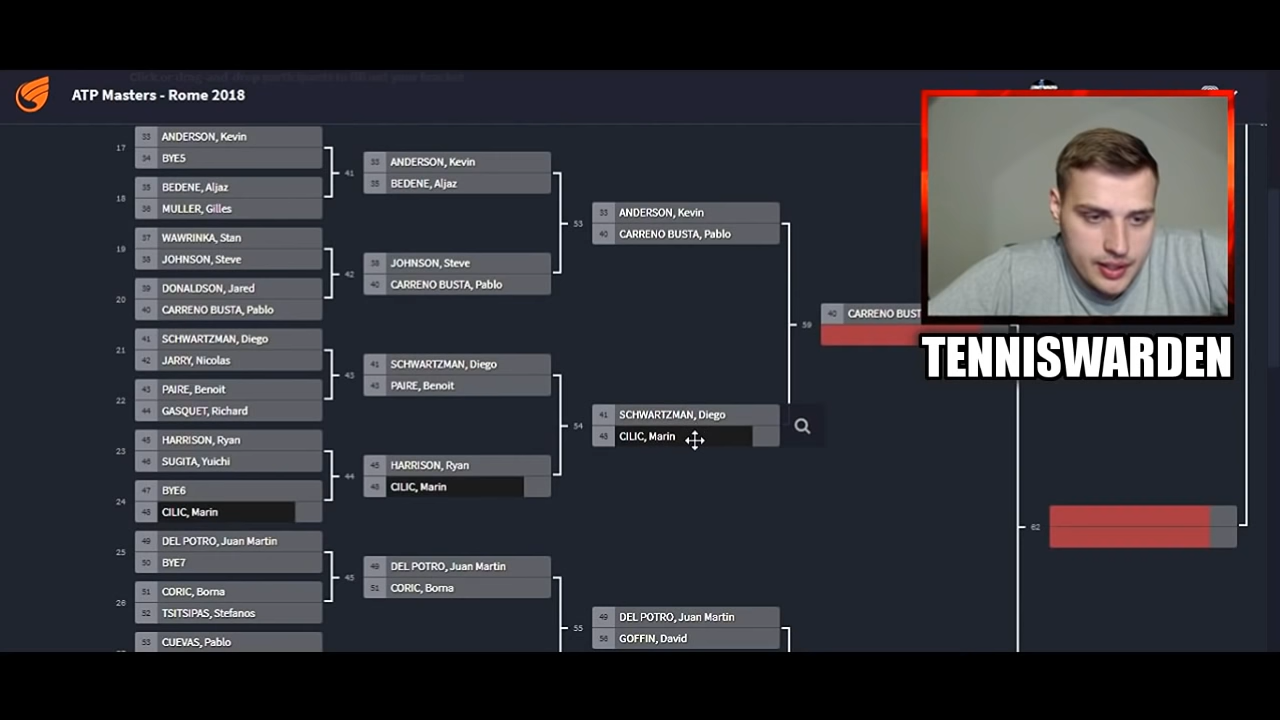 ATP Masters - Rome 2018
17
33 ANDERSON, Kevin
34 BYE5
18
35 BEDENE, Aljaz
36 MULLER, Gilles
19
37 WAWRINKA, Stan
38 JOHNSON, Steve
20
39 DONALDSON, Jared
40 CARRENO BUSTA, Pablo
21
41 SCHWARTZMAN, Diego
42 JARRY, Nicolas
22
43 PAIRE, Benoit
44 GASQUET, Richard
23
45 HARRISON, Ryan
46 SUGITA, Yuichi
24
47 BYE6
48 CILIC, Marin
25
49 DEL POTRO, Juan Martin
50 BYE7
26
51 CORIC, Borna
52 TSITSIPAS, Stefanos
53 CUEVAS, Pablo
41
33 ANDERSON, Kevin
35 BEDENE, Aljaz
42
38 JOHNSON, Steve
40 CARRENO BUSTA, Pablo
43
41 SCHWARTZMAN, Diego
43 PAIRE, Benoit
44
45 HARRISON, Ryan
48 CILIC, Marin
45
49 DEL POTRO, Juan Martin
51 CORIC, Borna
53
33 ANDERSON, Kevin
40 CARRENO BUSTA, Pablo
54
41 SCHWARTZMAN, Diego
48 CILIC, Marin
55
49 DEL POTRO, Juan Martin
56 GOFFIN, David
59
40 CARRENO BUST
62
TENNISWARDEN